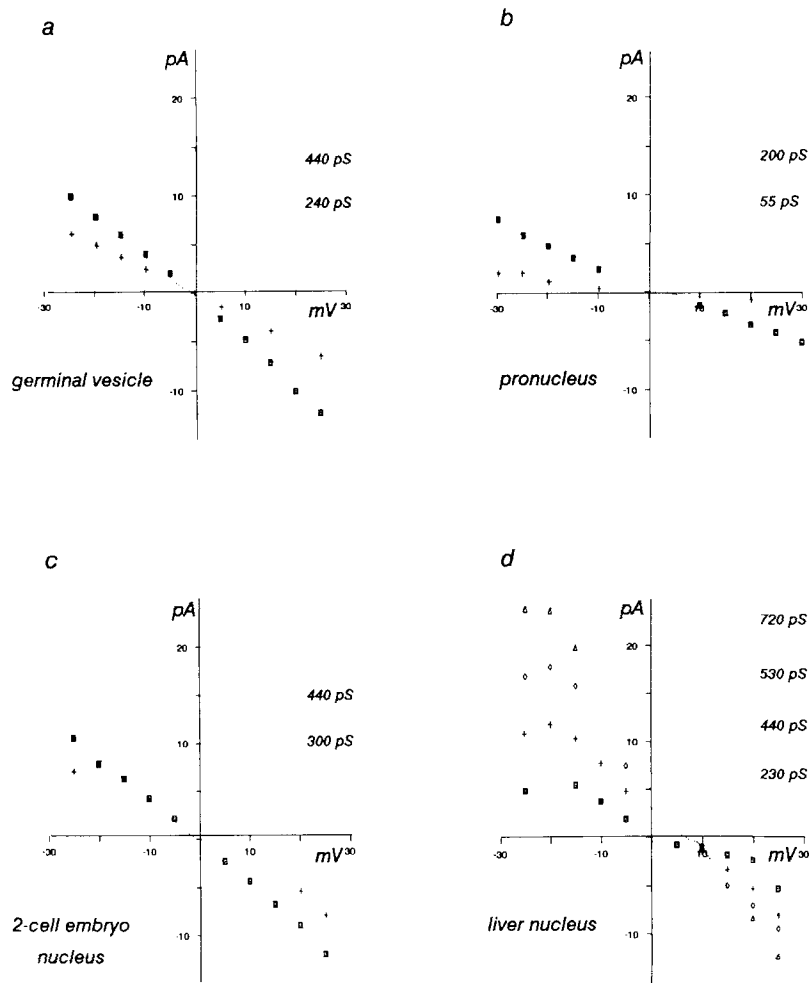 a
pA
20
440 pS
240 pS
10
-30
-10
mV
30
-10
germinal vesicle
b
pA
20
200 pS
55 pS
10
-30
-10
10
mV
30
-10
pronucleus
c
pA
20
440 pS
300 pS
10
-30
-10
10
mV
30
-10
2-cell embryo
nucleus
d
pA
720 pS
20
530 pS
440 pS
10
230 pS
-30
-10
10
mV
30
-10
liver nucleus